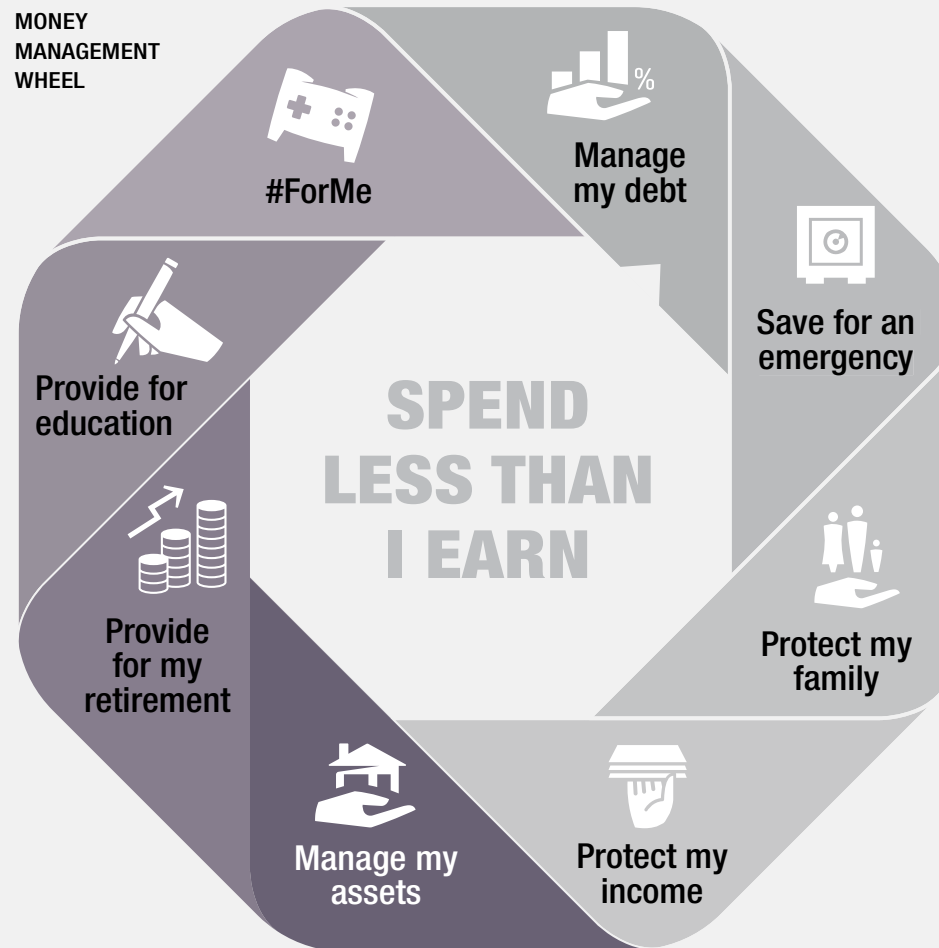 MONEY
MANAGEMENT
WHEEL
#ForMe
%
Manage
my debt
Save for an
emergency
Protect my
family
Protect my
income
Manage my
assets
Provide
for my
retirement
Provide for
education
SPEND
LESS THAN
I EARN